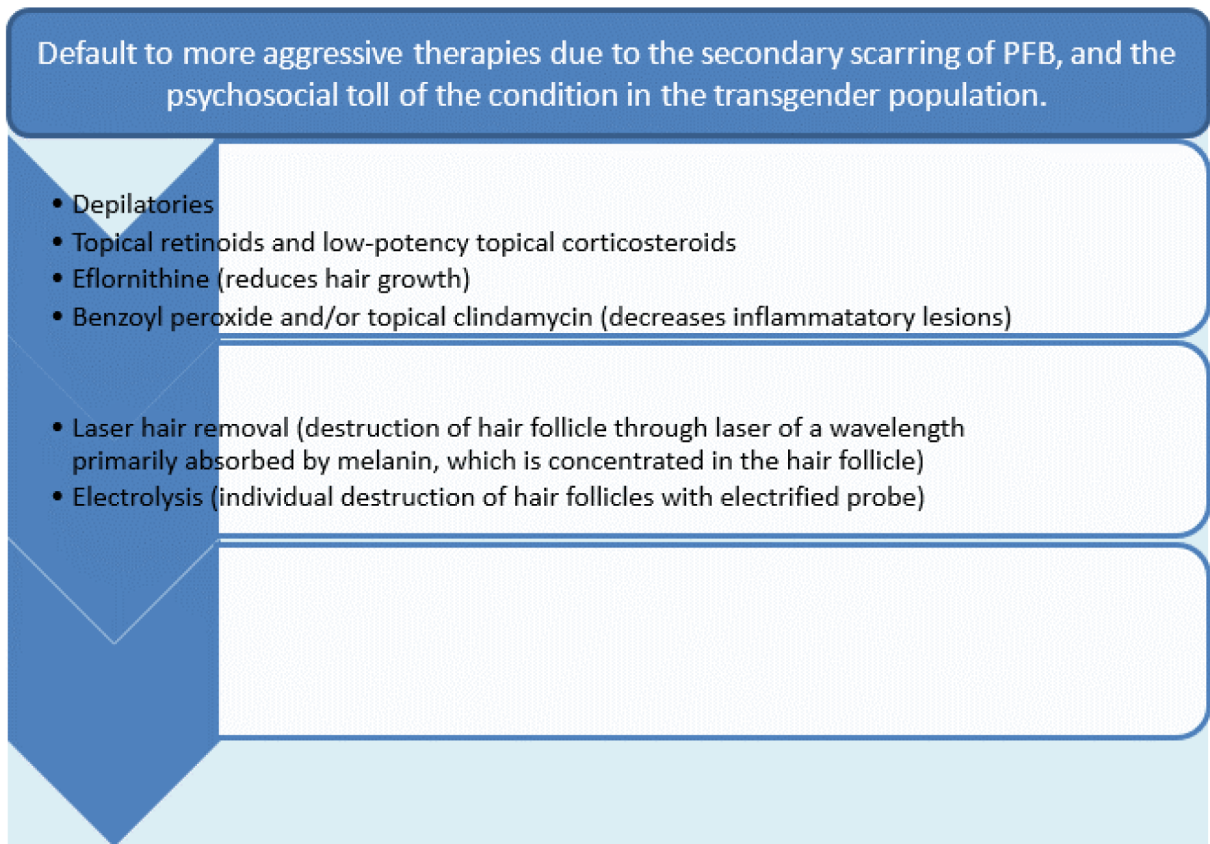 Default to more aggressive therapies due to the secondary scarring of PFB, and the
psychosocial toll of the condition in the transgender population.
• Depilatories
• Topical retinoids and low-potency topical corticosteroids
• Eflornithine (reduces hair growth)
• Benzoyl peroxide and/or topical clindamycin (decreases inflammatatory lesions)
• Laser hair removal (destruction of hair follicle through laser of a wavelength
primarily absorbed by melanin, which is concentrated in the hair follicle)
• Electrolysis (individual destruction of hair follicles with electrified probe)